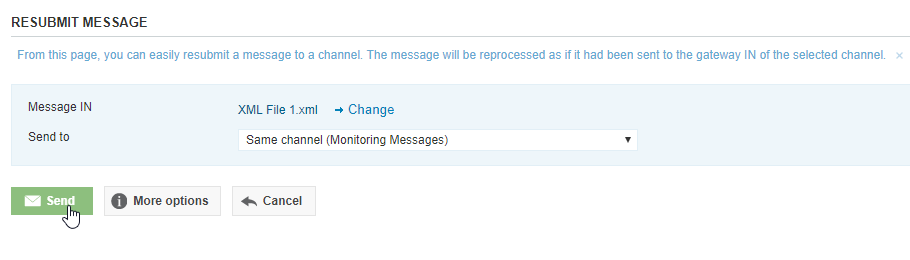 RESUBMIT MESSAGE
From this page, you can easily resubmit a message to a channel. The message will be reprocessed as if it had been sent to the gateway IN of the selected channel. ×
Message IN XML File 1.xml ➔ Change
Send to Same channel (Monitoring Messages)
Send More options Cancel